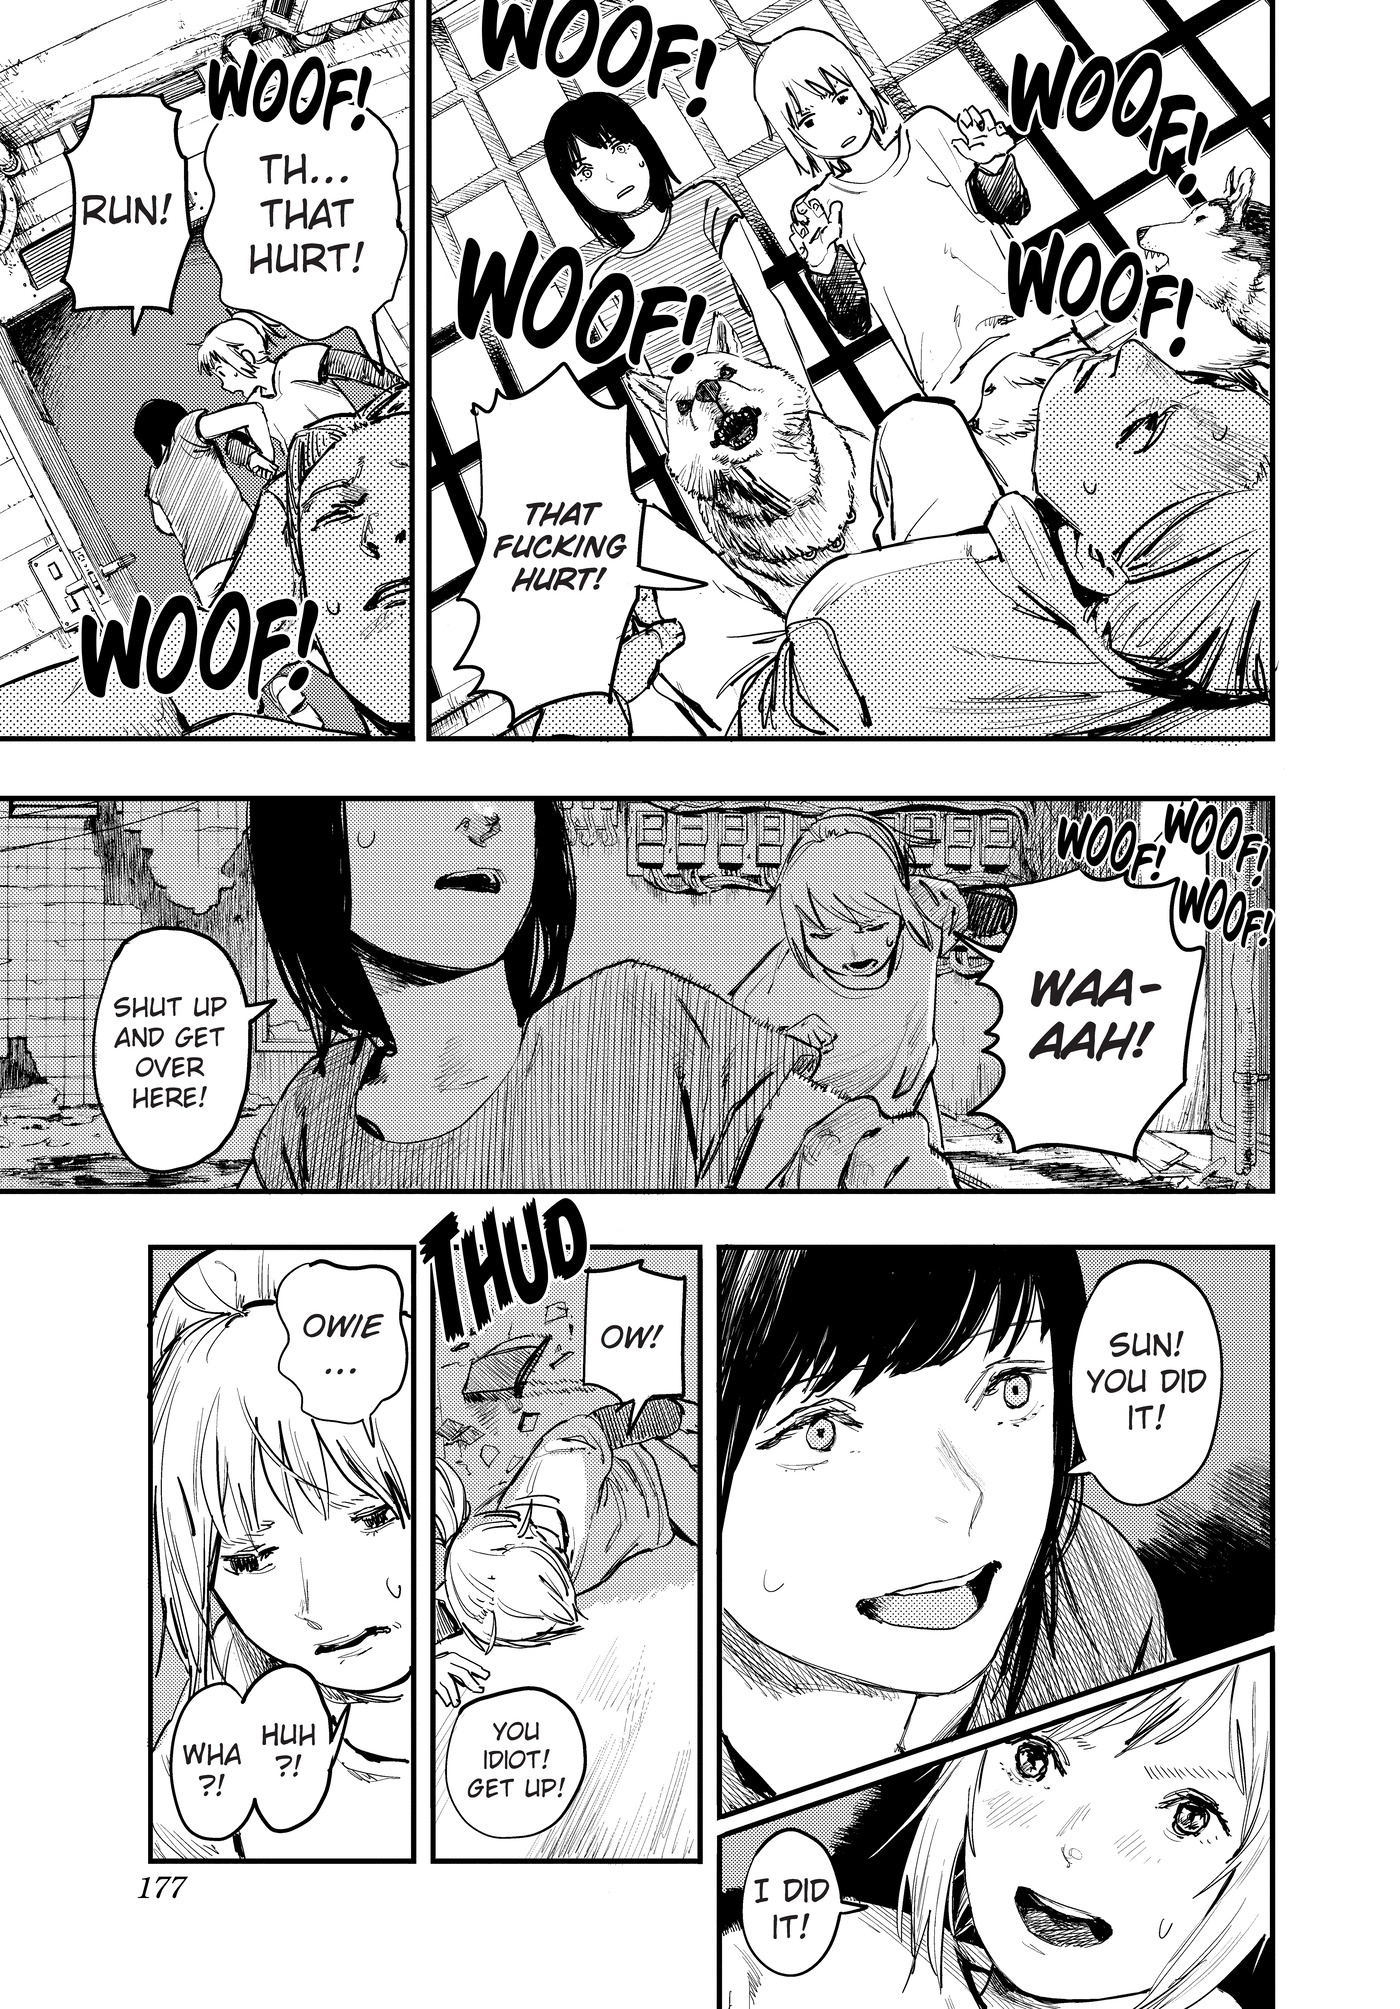 WOOF!
WOOF!
WOOF!
WOOF!
THAT
FUCKING
HURT!
WOOF!
TH...
THAT
HURT!
RUN!
WOOF!
WOOF!
WOOF!
WOOF!
WAA-
AAH!
SHUT UP
AND GET
OVER
HERE!
SUN!
YOU DID
IT!
I DID
IT!
THUD
OW!
YOU
IDIOT!
GET UP!
OWIE
...
HUH
?!
WHA
?!
177